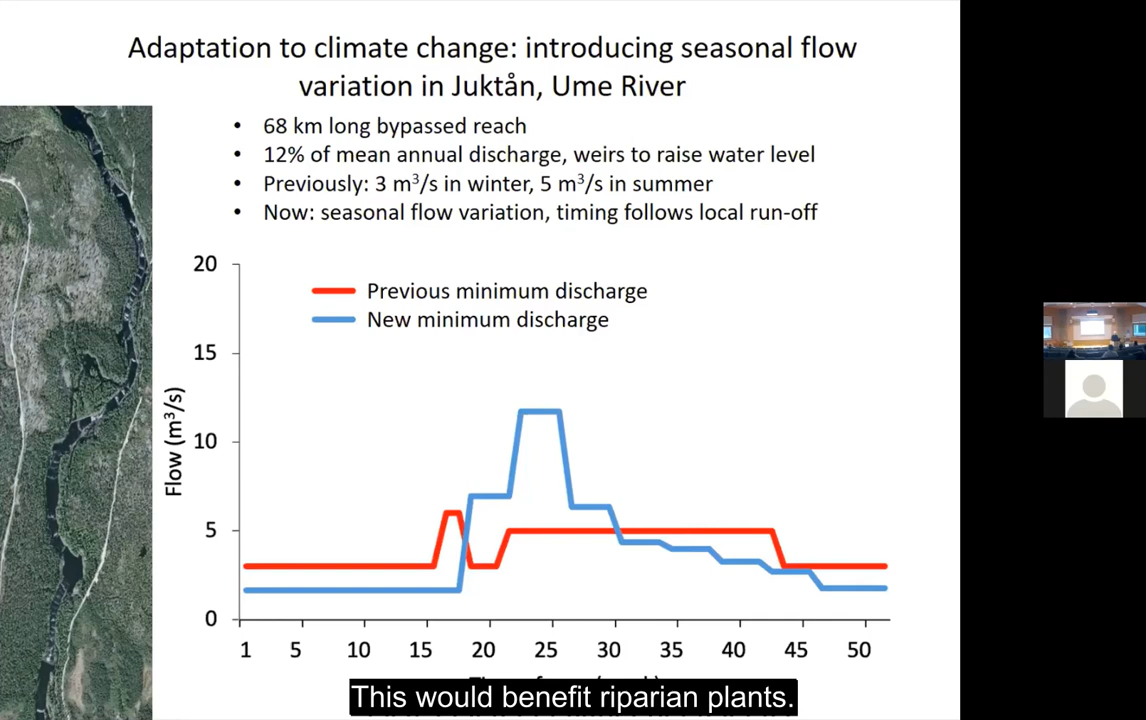 Adaptation to climate change: introducing seasonal flow
variation in Juktån, Ume River
• 68 km long bypassed reach
• 12% of mean annual discharge, weirs to raise water level
• Previously: 3 m³/s in winter, 5 m³/s in summer
• Now: seasonal flow variation, timing follows local run-off
20
Previous minimum discharge
New minimum discharge
15
Flow (m³/s)
10
5
0
1 5 10 15 20 25 30 35 40 45 50
This would benefit riparian plants.